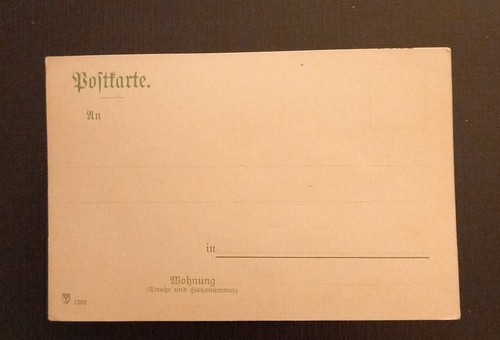 Postkarte.
An
in
Wohnung
(Straße und Hausnummer)